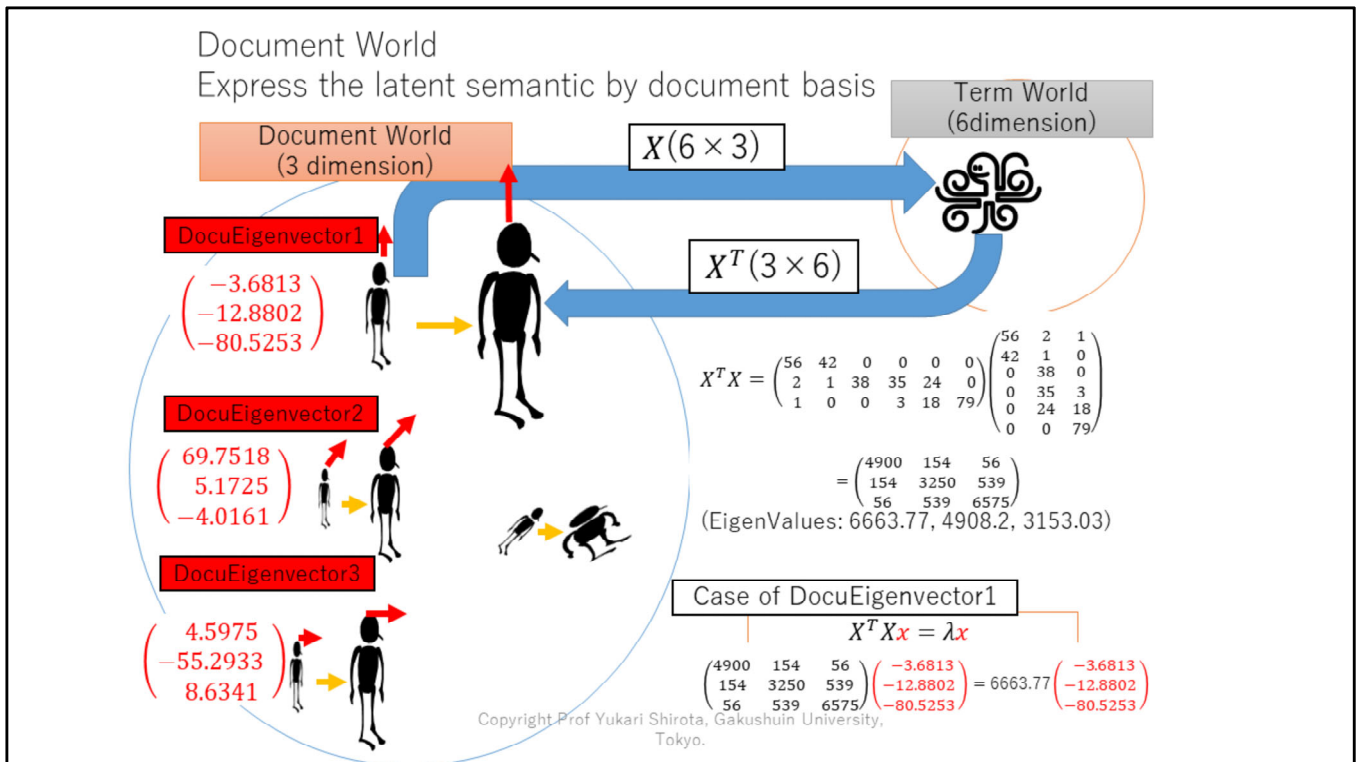 Document World
Express the latent semantic by document basis
Document World
(3 dimension)
X(6 × 3)
Term World
(6dimension)
DocuEigenvector1
−3.6813
−12.8802
−80.5253
X^T(3 × 6)
DocuEigenvector2
69.7518
5.1725
−4.0161
DocuEigenvector3
4.5975
−55.2933
8.6341
X^T X = (56 42 0 0 0 0
2 1 38 35 24 0
1 0 0 3 18 79)
(56 2 1
42 1 0
0 38 0
0 35 3
0 24 18
0 0 79)
= (4900 154 56
154 3250 539
56 539 6575)
(EigenValues: 6663.77, 4908.2, 3153.03)
Case of DocuEigenvector1
X^T Xx = λx
(4900 154 56
154 3250 539
56 539 6575)
(−3.6813
−12.8802
−80.5253)
= 6663.77
(−3.6813
−12.8802
−80.5253)
Copyright Prof Yukari Shirota, Gakushuin University,
Tokyo.